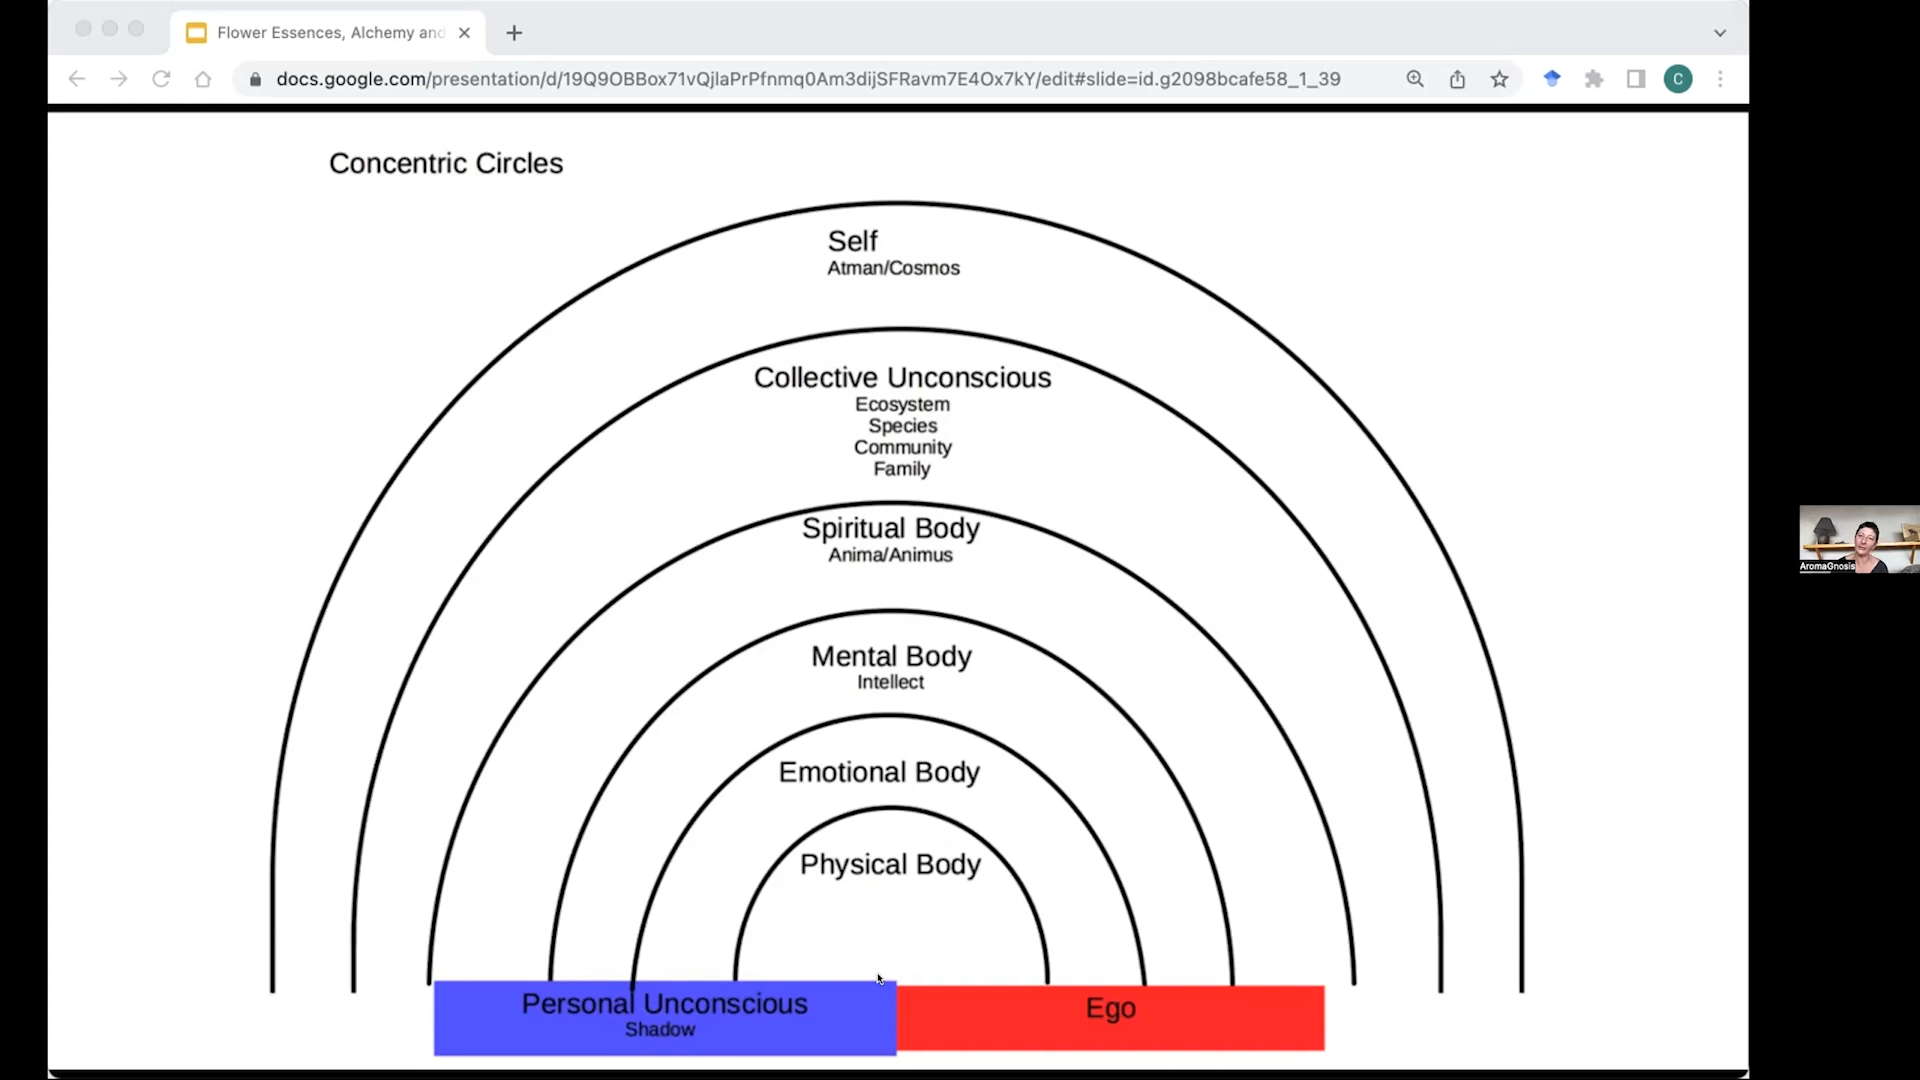 Flower Essences, Alchemy and
docs.google.com/presentation/d/19Q9OBBox71vQjlaPrPfnmq0Am3dijSFRavm7E4Ox7kY/edit#slide=id.g2098bcafe58_1_39
C
Concentric Circles
Self
Atman/Cosmos
Collective Unconscious
Ecosystem
Species
Community
Family
Spiritual Body
Anima/Animus
Mental Body
Intellect
Emotional Body
Physical Body
Personal Unconscious
Shadow
Ego
AromaGnosis